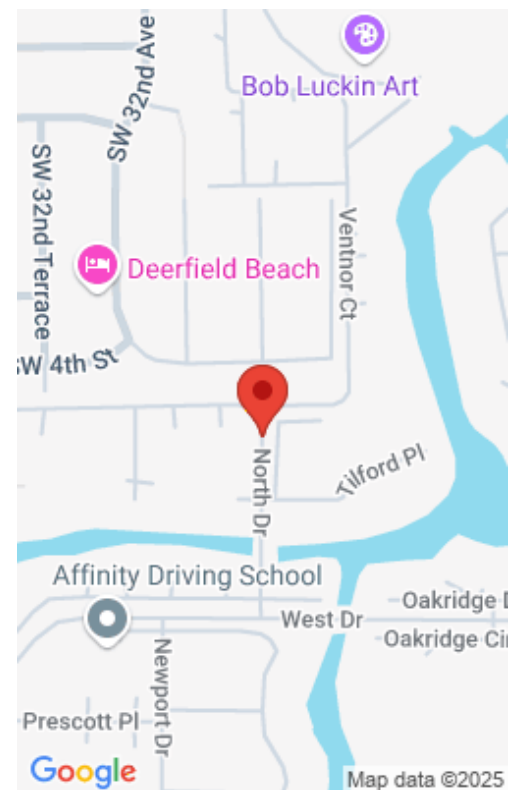 SW 32nd Ave
Bob Luckin Art
SW 32nd Terrace
Ventnor Ct
Deerfield Beach
SW 4th St
North Dr
Tilford Pl
Affinity Driving School
West Dr
Oakridge D
Oakridge Cir
Newport Dr
Prescott Pl
Google
Map data ©2025